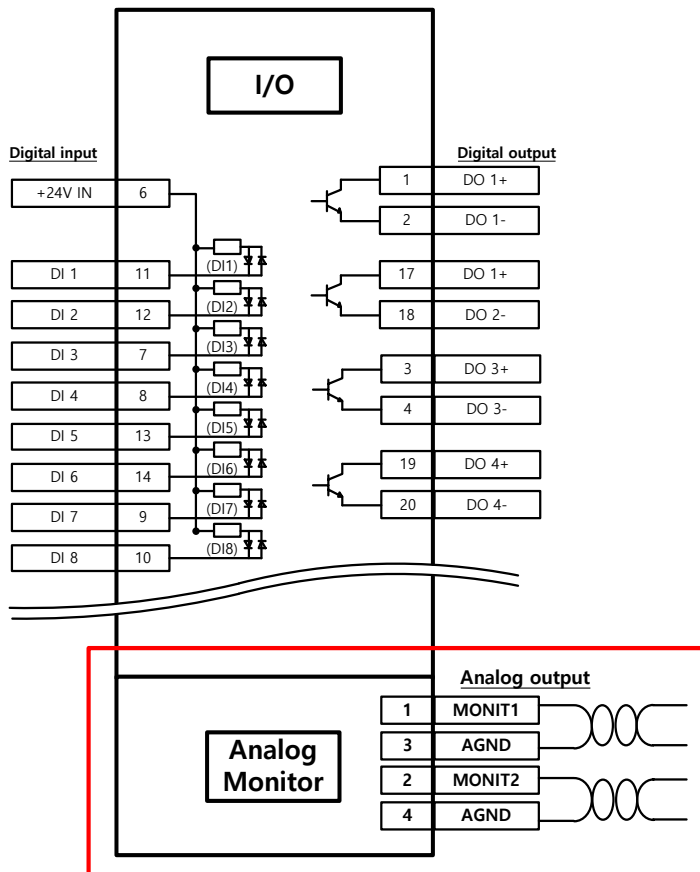 I/O
Digital input
Digital output
+24V IN 6
1 DO 1+
2 DO 1-
(DI1)
DI 1 11
17 DO 1+
(DI2)
DI 2 12
18 DO 2-
(DI3)
DI 3 7
3 DO 3+
(DI4)
DI 4 8
4 DO 3-
(DI5)
DI 5 13
19 DO 4+
(DI6)
DI 6 14
20 DO 4-
(DI7)
DI 7 9
(DI8)
DI 8 10
Analog output
Analog
Monitor
1 MONIT1
3 AGND
2 MONIT2
4 AGND